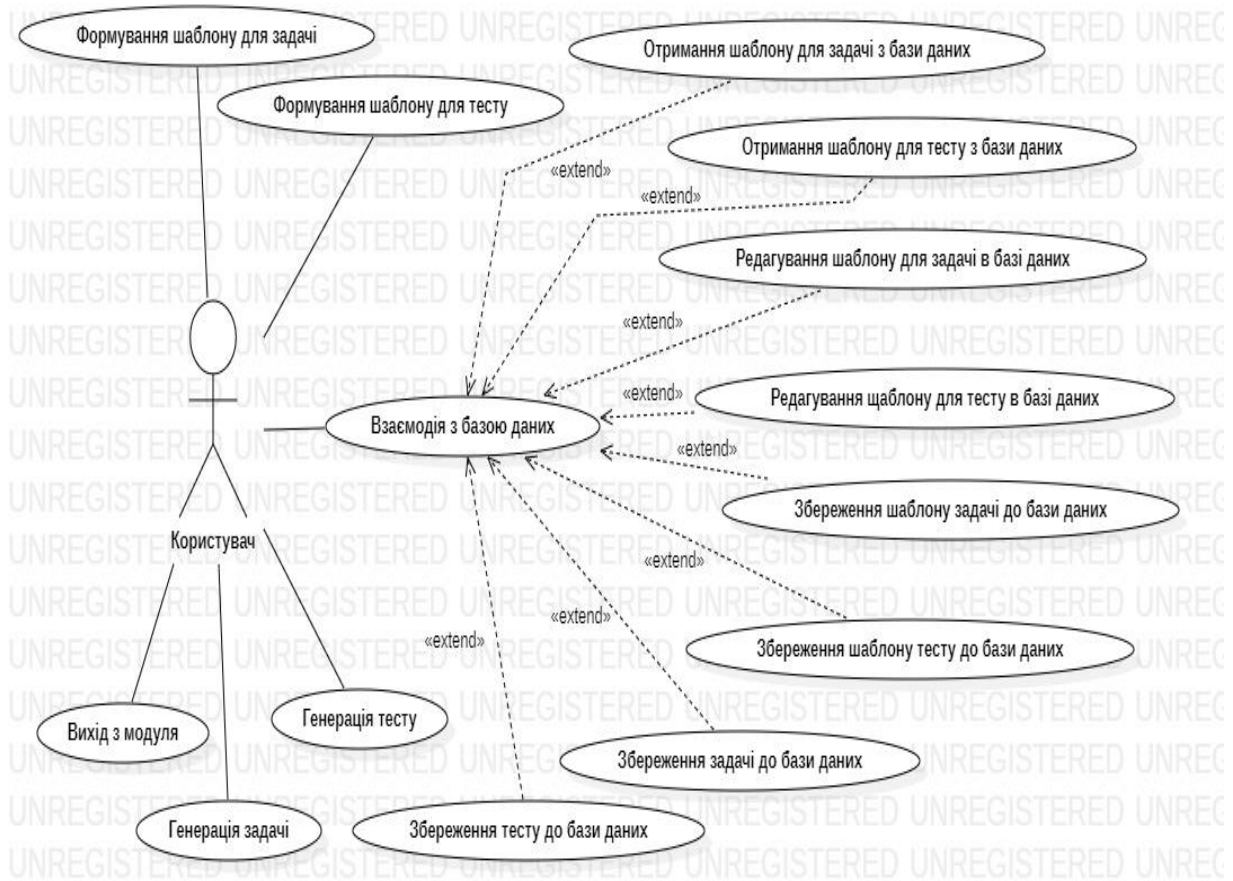 Формування шаблону для задачі
Отримання шаблону для задачі з бази даних
Формування шаблону для тесту
Отримання шаблону для тесту з бази даних
«extend»
«extend»
Редагування шаблону для задачі в базі даних
«extend»
«extend»
Редагування щаблону для тесту в базі даних
Взаємодія з базою даних
«extend»
Збереження шаблону задачі до бази даних
Користувач
«extend»
«extend»
«extend»
Збереження шаблону тесту до бази даних
Генерація тесту
Вихід з модуля
Збереження задачі до бази даних
Генерація задачі
Збереження тесту до бази даних
UNREGISTERED